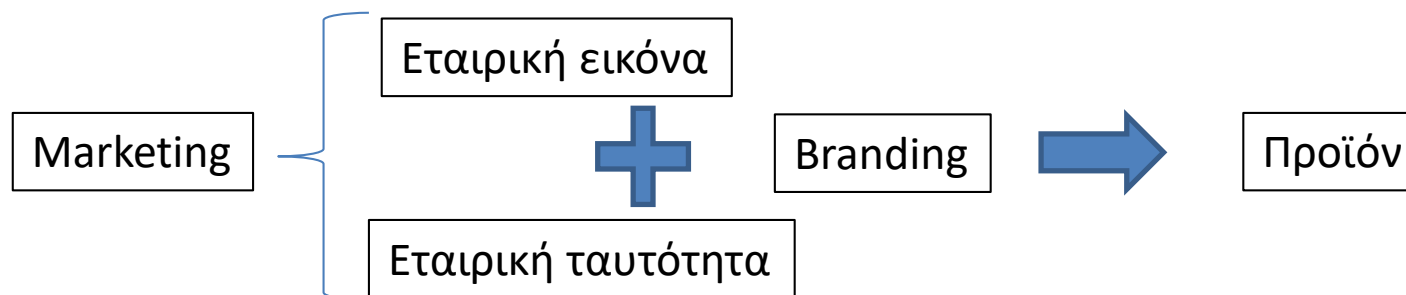 Εταιρική εικόνα
Marketing
Branding
Προϊόν
Εταιρική ταυτότητα